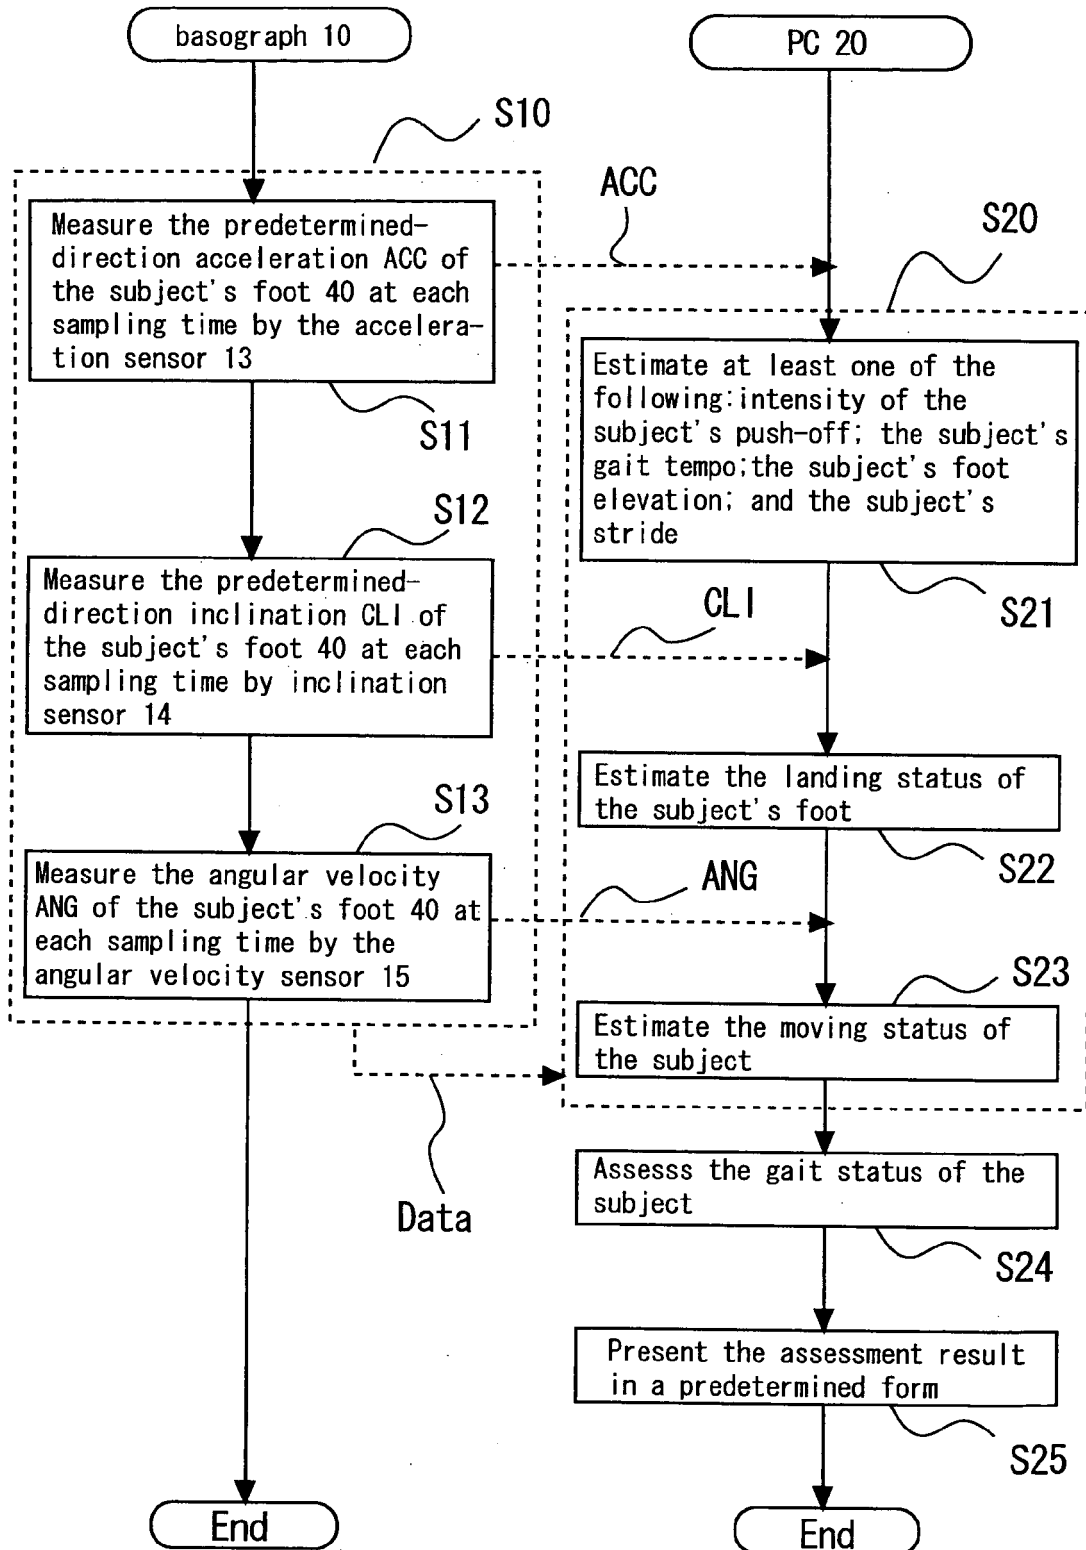 basograph 10
PC 20
S10
ACC
S20
Measure the predetermined-
direction acceleration ACC of
the subject's foot 40 at each
sampling time by the accelera-
tion sensor 13
S11
Estimate at least one of the
following:intensity of the
subject's push-off; the subject's
gait tempo;the subject's foot
elevation; and the subject's
stride
S21
S12
Measure the predetermined-
direction inclination CLI of
the subject's foot 40 at each
sampling time by inclination
sensor 14
CLI
Estimate the landing status of
the subject's foot
S22
S13
Measure the angular velocity
ANG of the subject's foot 40 at
each sampling time by the
angular velocity sensor 15
ANG
S23
Estimate the moving status of
the subject
Data
Assesss the gait status of the
subject
S24
Present the assessment result
in a predetermined form
S25
End
End